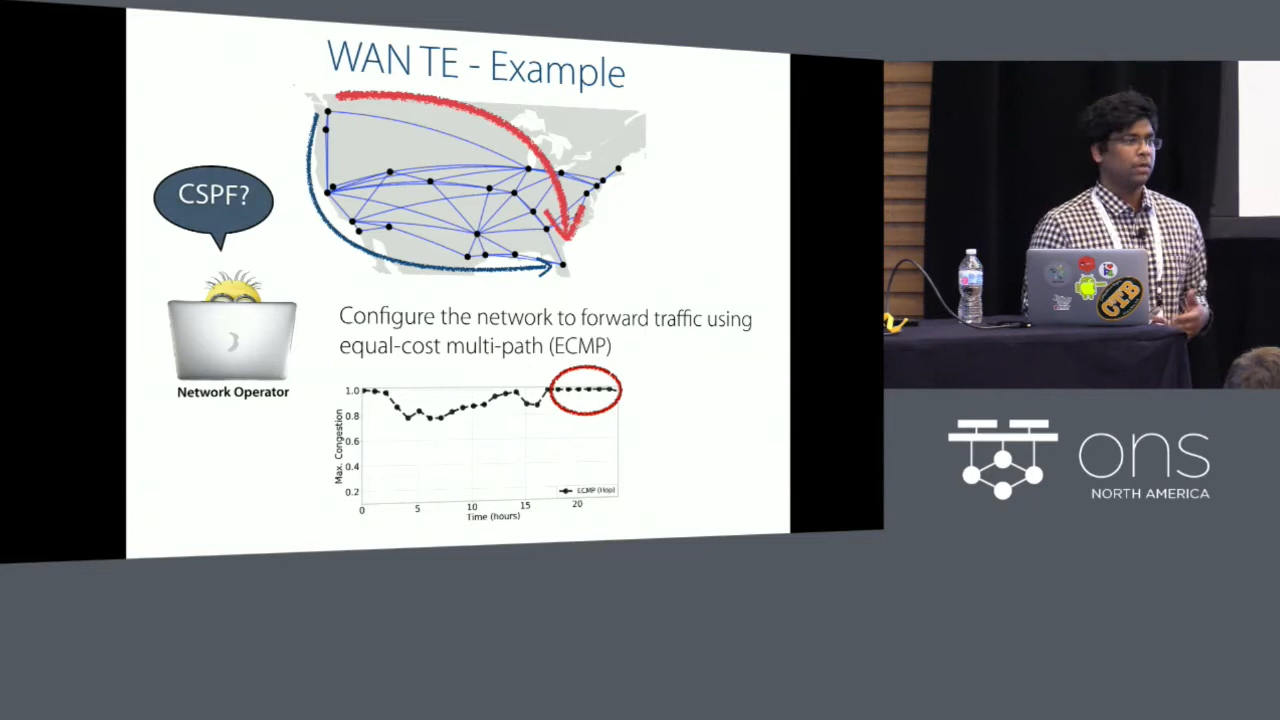 WAN TE - Example
CSPF?
Network Operator
Configure the network to forward traffic using
equal-cost multi-path (ECMP)
Max. Congestion
1.0
0.8
0.6
0.4
0.2
ECMP (Hop)
0
5
10
15
20
Time (hours)
CTB
ons
NORTH AMERICA